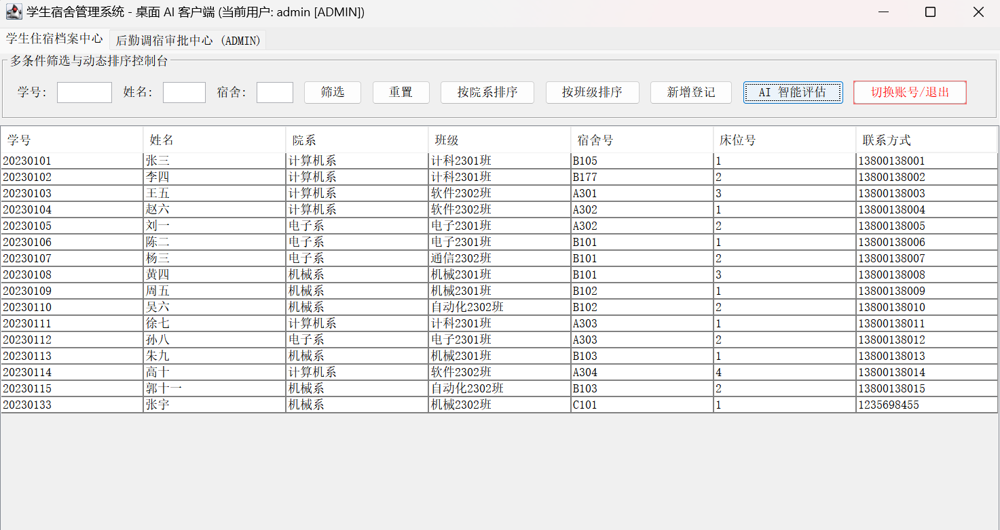 学生宿舍管理系统 - 桌面 AI 客户端 (当前用户: admin [ADMIN])
学生住宿档案中心 后勤调宿审批中心 (ADMIN)
多条件筛选与动态排序控制台
学号: 姓名: 宿舍: 筛选 重置 按院系排序 按班级排序 新增登记 AI 智能评估 切换账号/退出
学号 姓名 院系 班级 宿舍号 床位号 联系方式
20230101 张三 计算机系 计科2301班 B105 1 13800138001
20230102 李四 计算机系 计科2301班 B177 2 13800138002
20230103 王五 计算机系 软件2302班 A301 3 13800138003
20230104 赵六 计算机系 软件2302班 A302 1 13800138004
20230105 刘一 电子系 电子2301班 A302 2 13800138005
20230106 陈二 电子系 电子2301班 B101 1 13800138006
20230107 杨三 电子系 通信2302班 B101 2 13800138007
20230108 黄四 机械系 机械2301班 B101 3 13800138008
20230109 周五 机械系 机械2301班 B102 1 13800138009
20230110 吴六 机械系 自动化2302班 B102 2 13800138010
20230111 徐七 计算机系 计科2301班 A303 1 13800138011
20230112 孙八 电子系 电子2301班 A303 2 13800138012
20230113 朱九 机械系 机械2301班 B103 1 13800138013
20230114 高十 计算机系 软件2302班 A304 4 13800138014
20230115 郭十一 机械系 自动化2302班 B103 2 13800138015
20230133 张宇 机械系 机械2302班 C101 1 1235698455